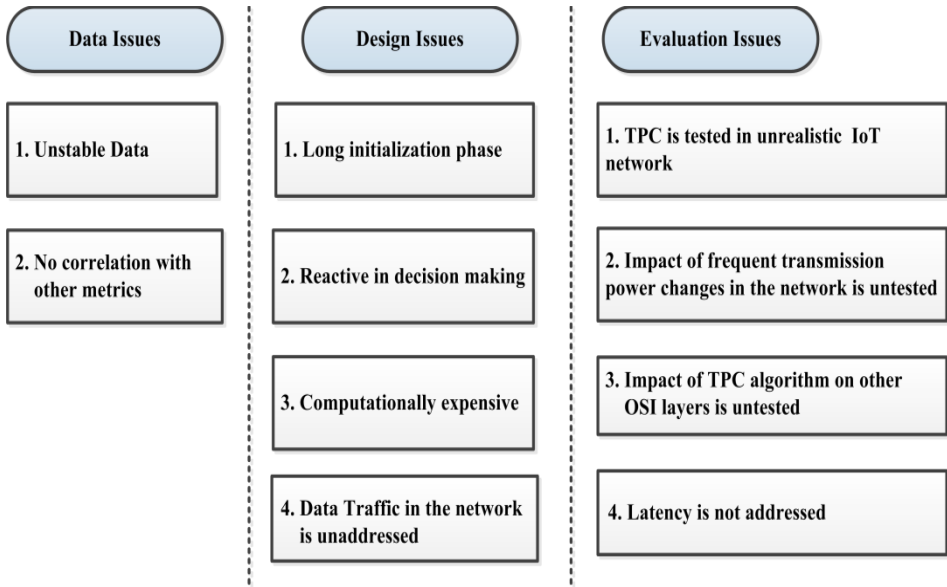 Data Issues
1. Unstable Data
2. No correlation with
other metrics
Design Issues
1. Long initialization phase
2. Reactive in decision making
3. Computationally expensive
4. Data Traffic in the network
is unaddressed
Evaluation Issues
1. TPC is tested in unrealistic IoT
network
2. Impact of frequent transmission
power changes in the network is untested
3. Impact of TPC algorithm on other
OSI layers is untested
4. Latency is not addressed